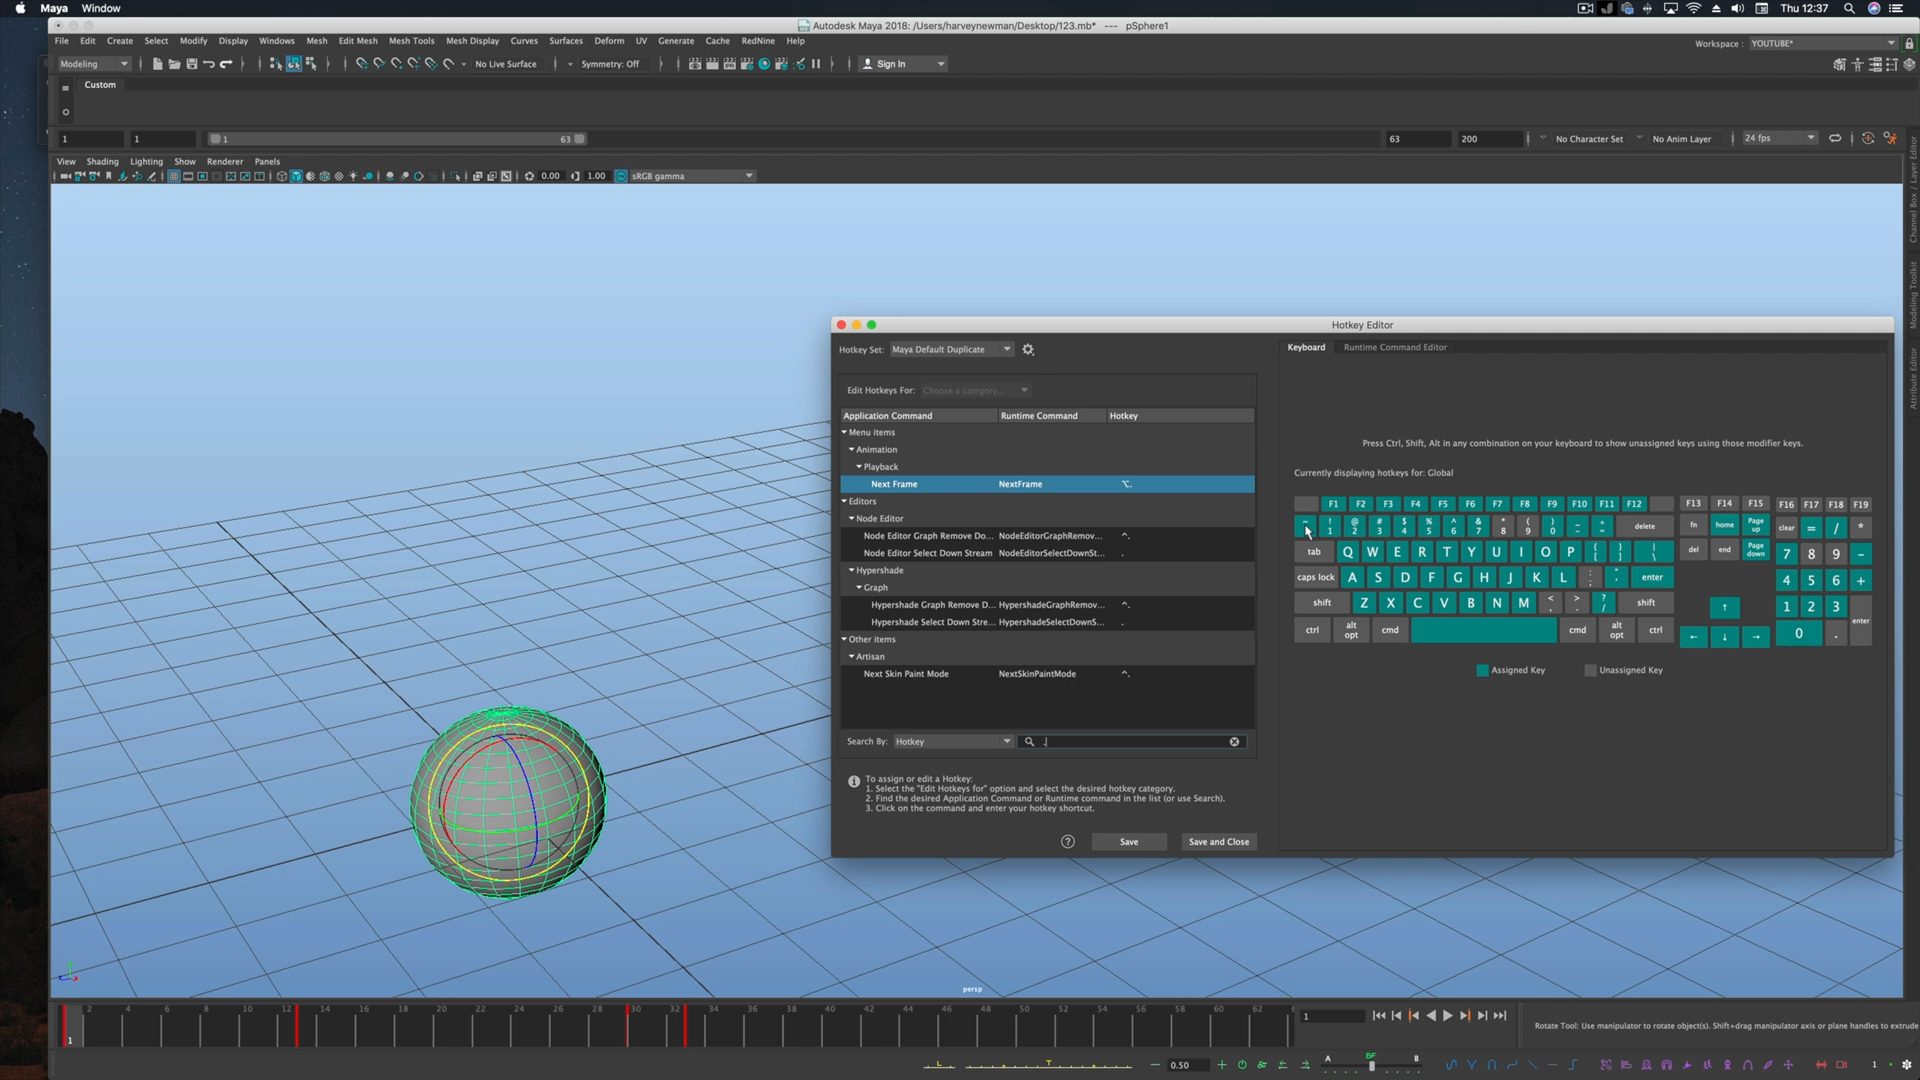 Maya Window Thu 12:37
Autodesk Maya 2018: /Users/harveynewman/Desktop/123.mb* --- pSphere1
File Edit Create Select Modify Display Windows Mesh Edit Mesh Mesh Tools Mesh Display Curves Surfaces Deform UV Generate Cache RedNine Help
Workspace : YOUTUBE*
Modeling No Live Surface Symmetry: Off Sign In
Custom
1 1 1 63 63 200 No Character Set No Anim Layer 24 fps
View Shading Lighting Show Renderer Panels
0.00 1.00 sRGB gamma
Channel Box / Layer Editor
Modeling Toolkit
Attribute Editor
Hotkey Editor
Hotkey Set: Maya Default Duplicate
Keyboard Runtime Command Editor
Edit Hotkeys For: Choose a category...
Application Command Runtime Command Hotkey
Menu items
Animation
Playback
Next Frame NextFrame ⌥.
Editors
Node Editor
Node Editor Graph Remove Do... NodeEditorGraphRemov... ^.
Node Editor Select Down Stream NodeEditorSelectDownSt... .
Hypershade
Graph
Hypershade Graph Remove D... HypershadeGraphRemov... ^.
Hypershade Select Down Stre... HypershadeSelectDownS... .
Other items
Artisan
Next Skin Paint Mode NextSkinPaintMode ^.
Search By: Hotkey .
To assign or edit a Hotkey:
1. Select the "Edit Hotkeys for" option and select the desired hotkey category.
2. Find the desired Application Command or Runtime command in the list (or use Search).
3. Click on the command and enter your hotkey shortcut.
? Save Save and Close
Press Ctrl, Shift, Alt in any combination on your keyboard to show unassigned keys using those modifier keys.
Currently displaying hotkeys for: Global
F1 F2 F3 F4 F5 F6 F7 F8 F9 F10 F11 F12 F13 F14 F15 F16 F17 F18 F19
~ ! 1 @ 2 # 3 $ 4 % 5 ^ 6 & 7 * 8 ( 9 ) 0 _ - + = delete fn home Page up clear = / *
tab Q W E R T Y U I O P { [ } ] | \ del end Page down 7 8 9 -
caps lock A S D F G H J K L : ; " ' enter 4 5 6 +
shift Z X C V B N M < , > . ? / shift ↑ 1 2 3 enter
ctrl alt opt cmd cmd alt opt ctrl ← ↓ → 0 .
Assigned Key Unassigned Key
persp
2 4 6 8 10 12 14 16 18 20 22 24 26 28 30 32 34 36 38 40 42 44 46 48 50 52 54 56 58 60 62
1
1
Rotate Tool: Use manipulator to rotate object(s). Shift+drag manipulator axis or plane handles to extrude
L T 0.50 A BF B 1